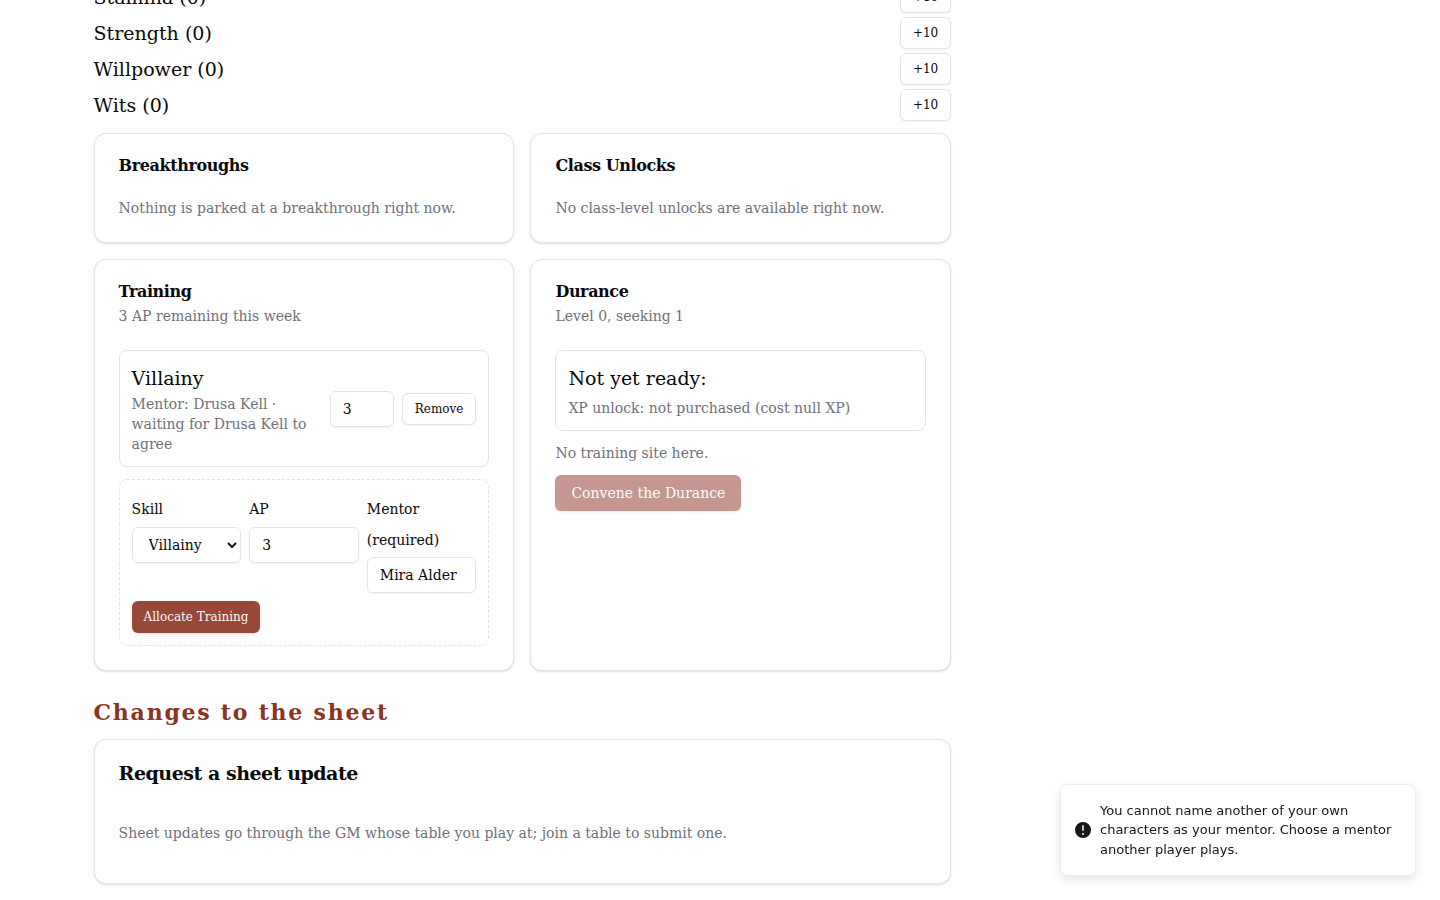 Strength (0)
+10
Willpower (0)
+10
Wits (0)
+10
Breakthroughs
Nothing is parked at a breakthrough right now.
Class Unlocks
No class-level unlocks are available right now.
Training
3 AP remaining this week
Villainy
Mentor: Drusa Kell ·
waiting for Drusa Kell to
agree
3
Remove
Skill
AP
Mentor
(required)
Villainy
3
Mira Alder
Allocate Training
Durance
Level 0, seeking 1
Not yet ready:
XP unlock: not purchased (cost null XP)
No training site here.
Convene the Durance
Changes to the sheet
Request a sheet update
Sheet updates go through the GM whose table you play at; join a table to submit one.
You cannot name another of your own
characters as your mentor. Choose a mentor
another player plays.